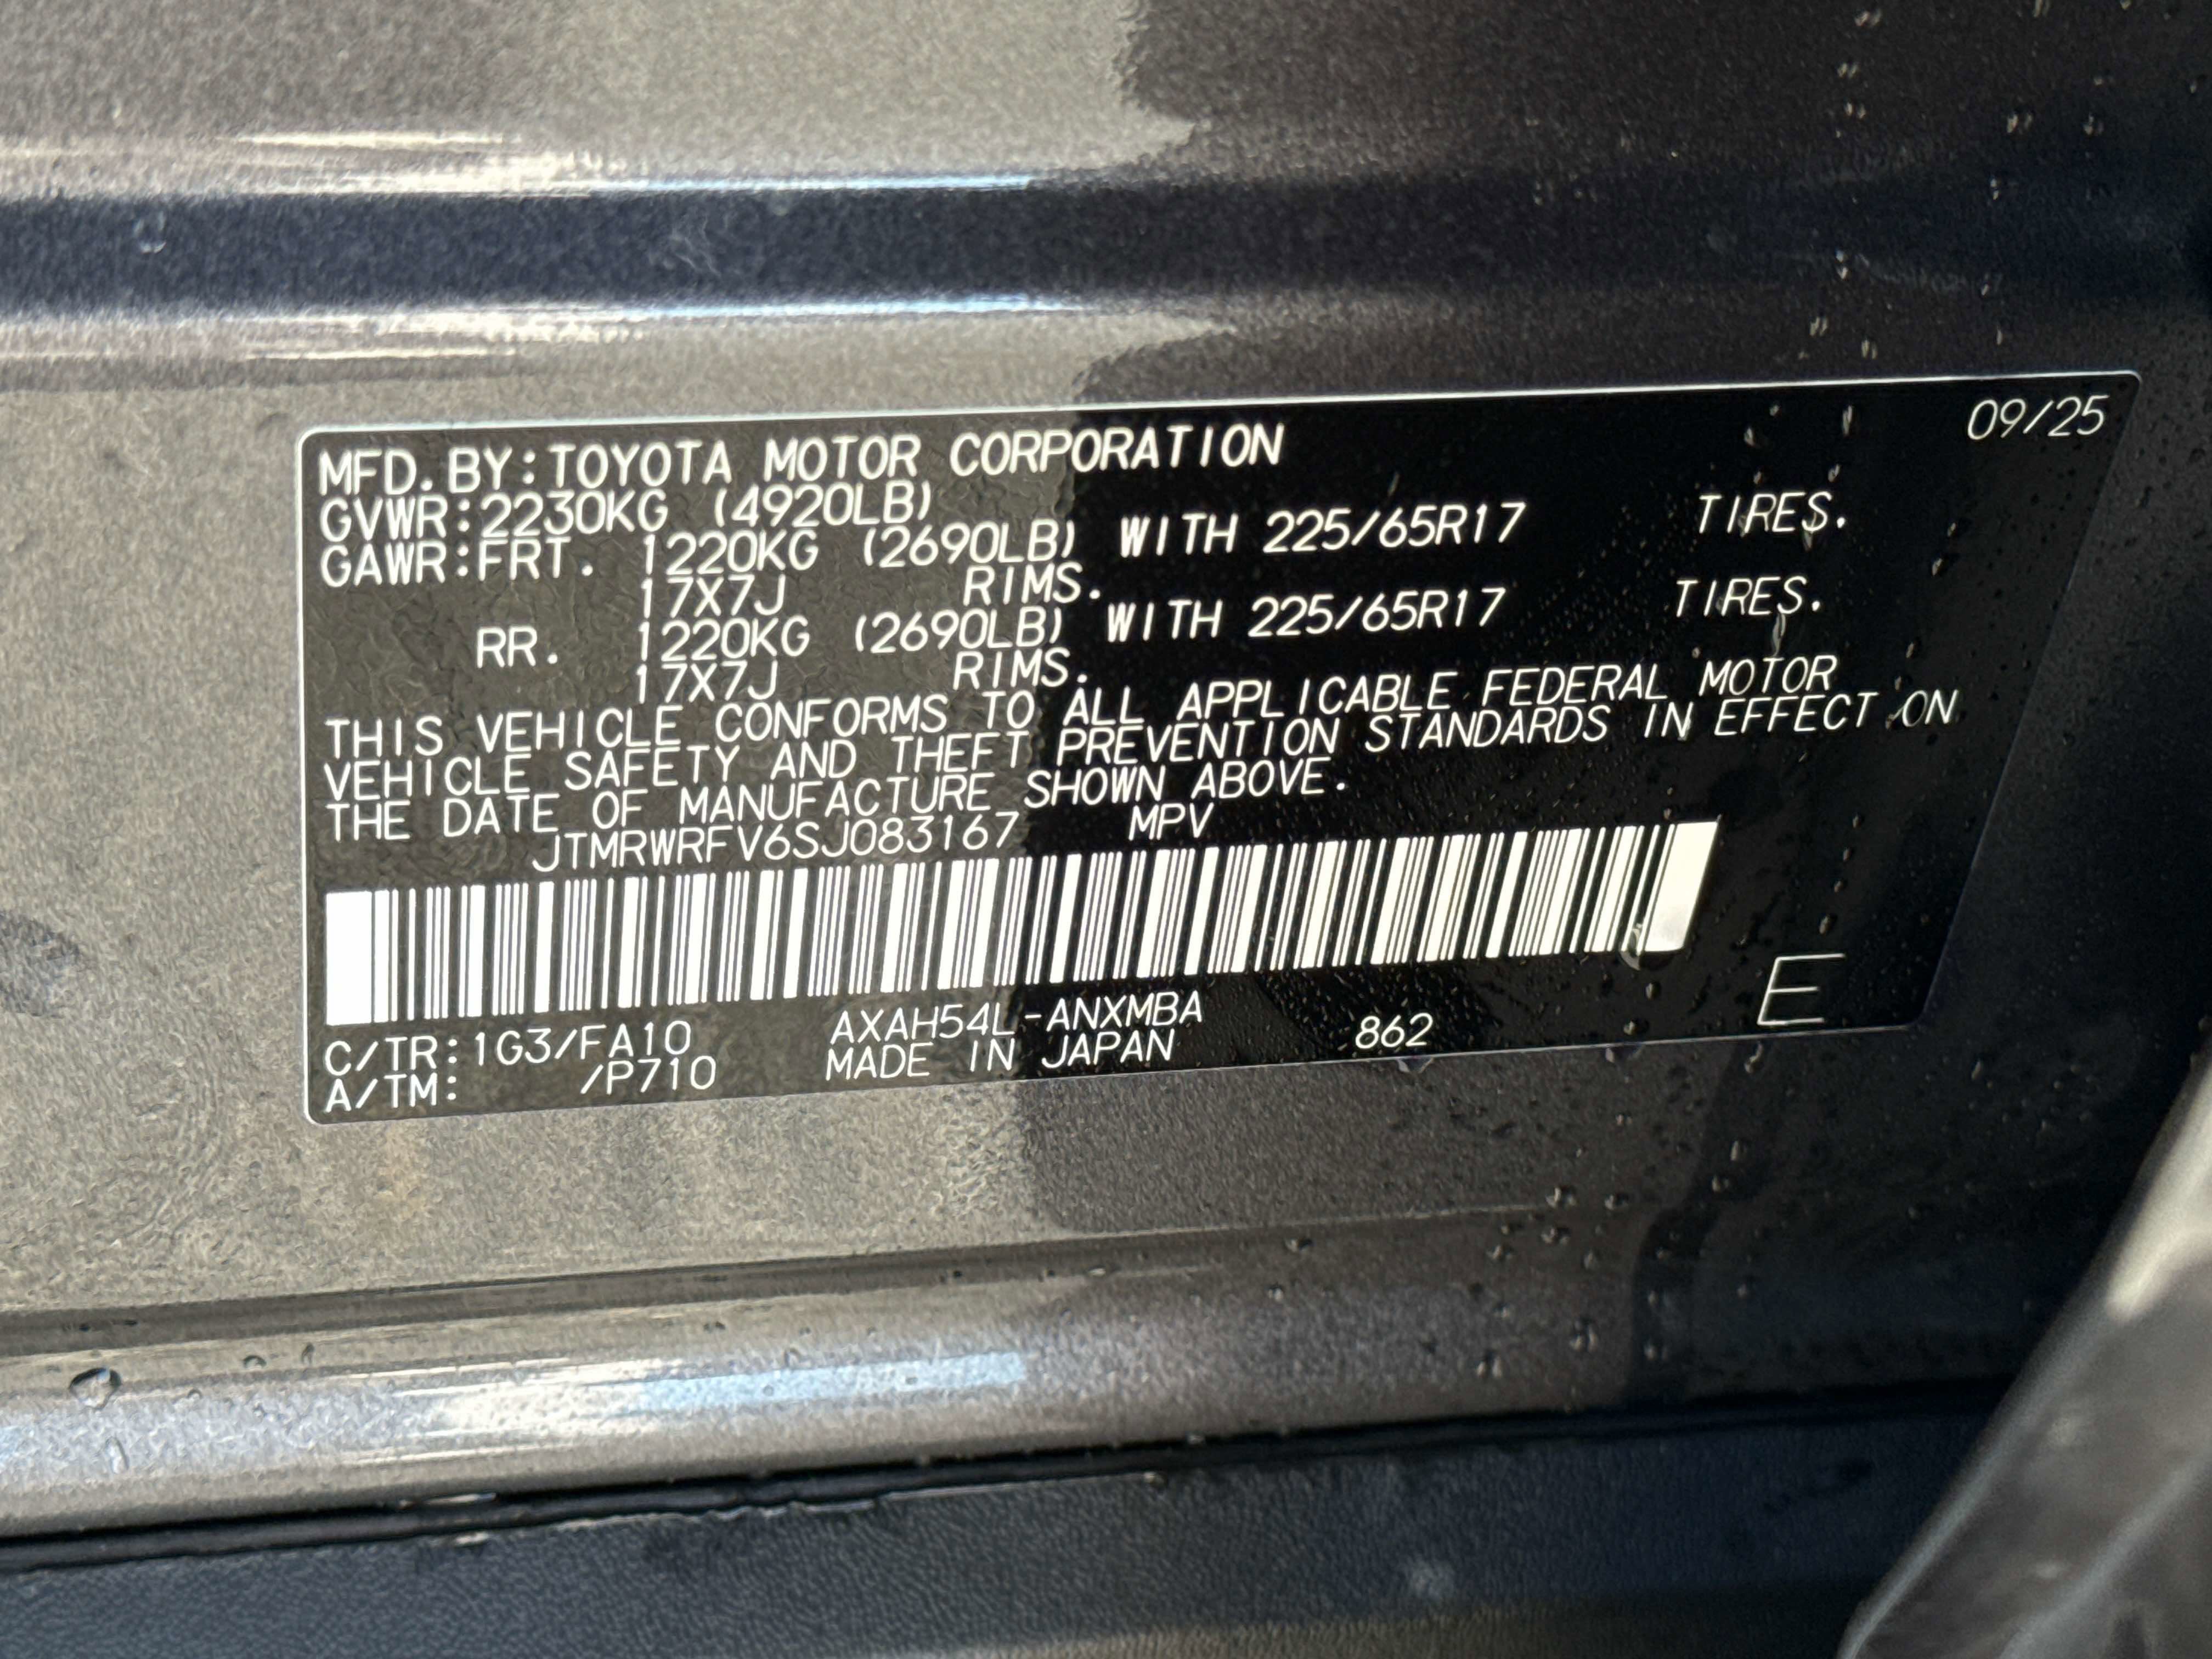 09/25
MFD.BY:TOYOTA MOTOR CORPORATION
GVWR:2230KG (4920LB)
GAWR:FRT. 1220KG (2690LB) WITH 225/65R17 TIRES.
17X7J RIMS.
RR. 1220KG (2690LB) WITH 225/65R17 TIRES.
17X7J RIMS.
THIS VEHICLE CONFORMS TO ALL APPLICABLE FEDERAL MOTOR
VEHICLE SAFETY AND THEFT PREVENTION STANDARDS IN EFFECT ON
THE DATE OF MANUFACTURE SHOWN ABOVE.
JTMRWRFV6SJ083167 MPV
C/TR:1G3/FA10 AXAH54L-ANXMBA 862 E
A/TM: /P710 MADE IN JAPAN